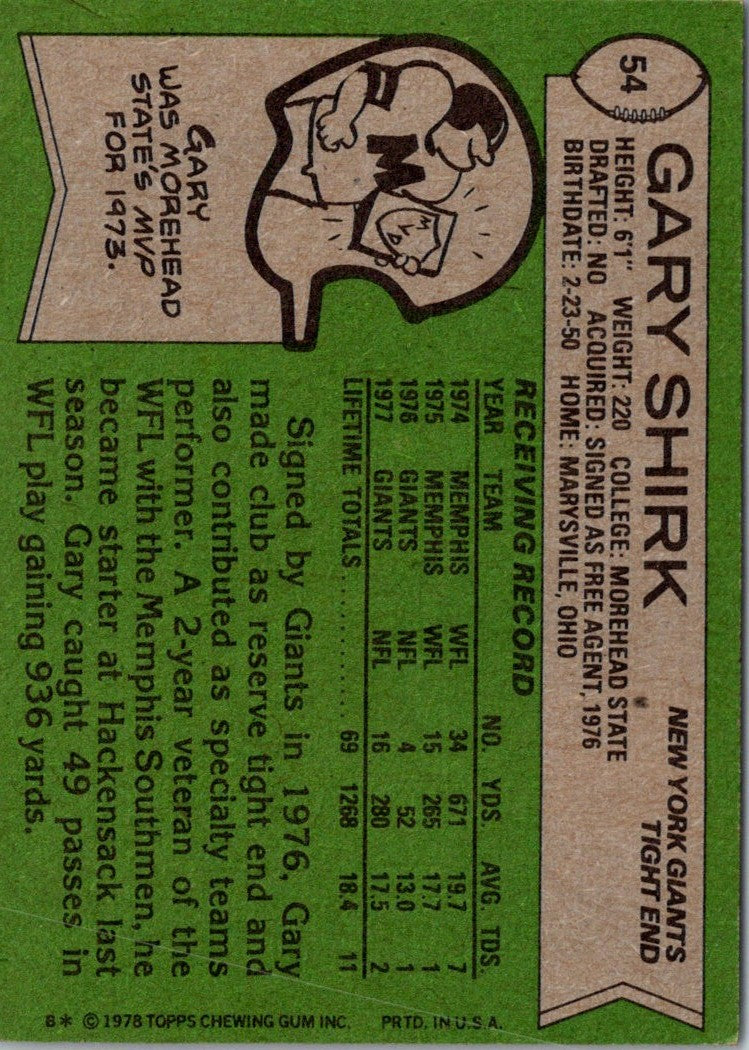 54
GARY SHIRK
NEW YORK GIANTS
TIGHT END
HEIGHT: 6'1" WEIGHT: 220 COLLEGE: MOREHEAD STATE
DRAFTED: NO ACQUIRED: SIGNED AS FREE AGENT, 1976
BIRTHDATE: 2-23-50 HOME: MARYSVILLE, OHIO
M
MVP
GARY
WAS MOREHEAD
STATE'S MVP
FOR 1973.
RECEIVING RECORD
YEAR TEAM NO. YDS. AVG. TDS.
1974 MEMPHIS WFL 34 671 19.7 7
1975 MEMPHIS WFL 15 265 17.7 1
1976 GIANTS NFL 4 52 13.0 1
1977 GIANTS NFL 16 280 17.5 2
LIFETIME TOTALS 69 1268 18.4 11
Signed by Giants in 1976, Gary
made club as reserve tight end and
also contributed as specialty teams
performer. A 2-year veteran of the
WFL with the Memphis Southmen, he
became starter at Hackensack last
season. Gary caught 49 passes in
WFL play gaining 936 yards.
8* © 1978 TOPPS CHEWING GUM INC. PRTD. IN U.S.A.